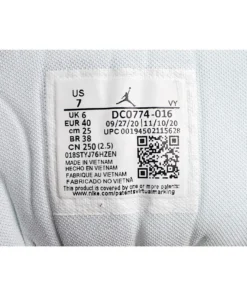 US
7
VY
UK 6
EUR 40
cm 25
BR 38
CN 250 (2.5)
DC0774-016
09/27/20 11/10/20
UPC 00194502115628
018STYJ76HZEN
MADE IN VIETNAM
HECHO EN VIETNAM
FABRIQUÉ AU VIETNAM
FABRICADO NO VIETNÃ
www.nike.com/patents/virtualmarking